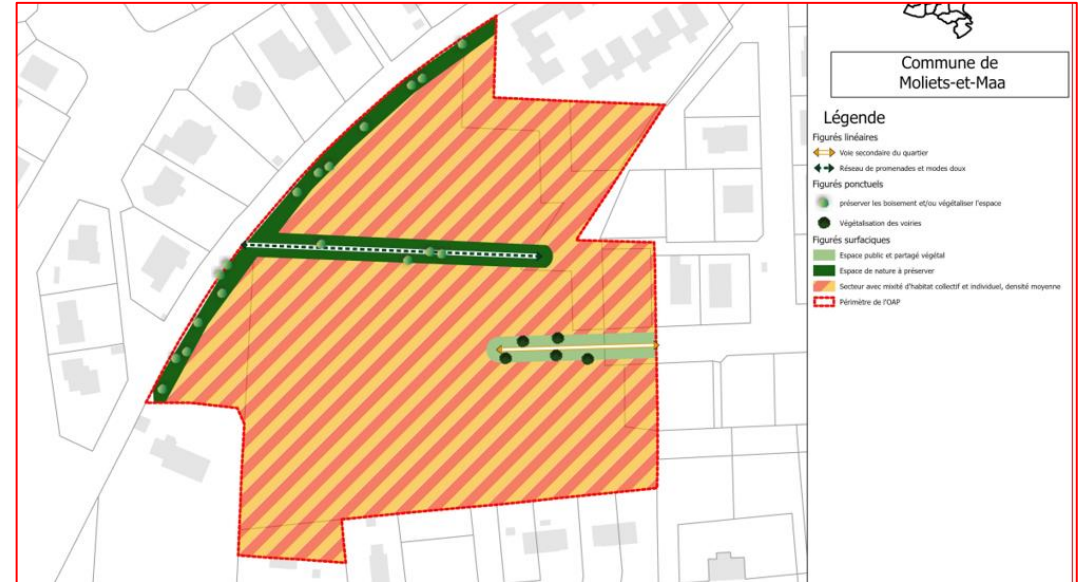 Commune de
Moliets-et-Maa
Légende
Figurés linéaires
Voie secondaire du quartier
Réseau de promenades et modes doux
Figurés ponctuels
préserver les boisement et/ou végétaliser l'espace
Végétalisation des voiries
Figurés surfaciques
Espace public et partagé végétal
Espace de nature à préserver
Secteur avec mixité d'habitat collectif et individuel, densité moyenne
Périmètre de l'OAP